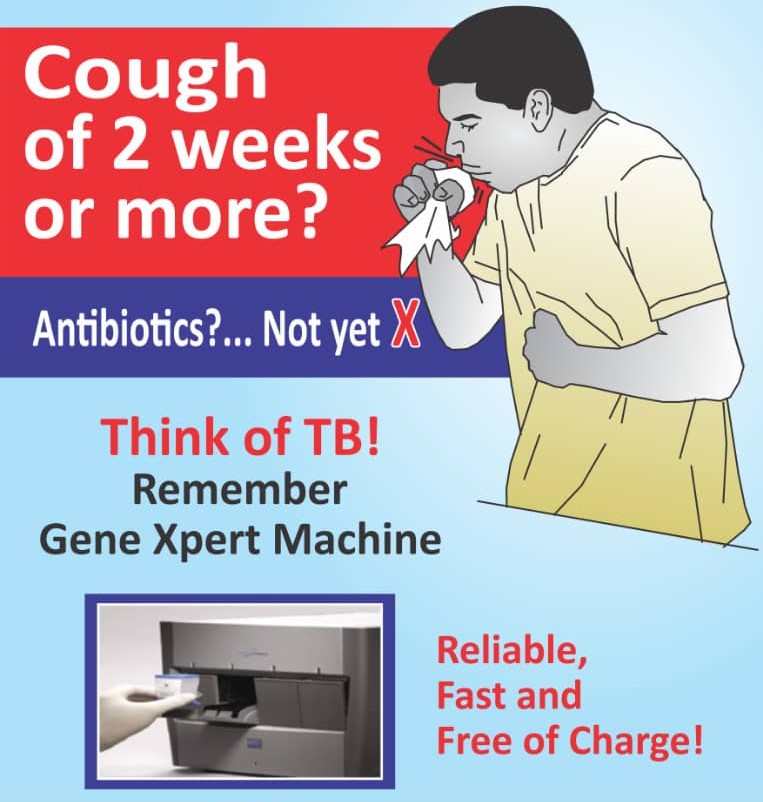 Cough
of 2 weeks
or more?
Antibiotics?... Not yet X
Think of TB!
Remember
Gene Xpert Machine
Reliable,
Fast and
Free of Charge!